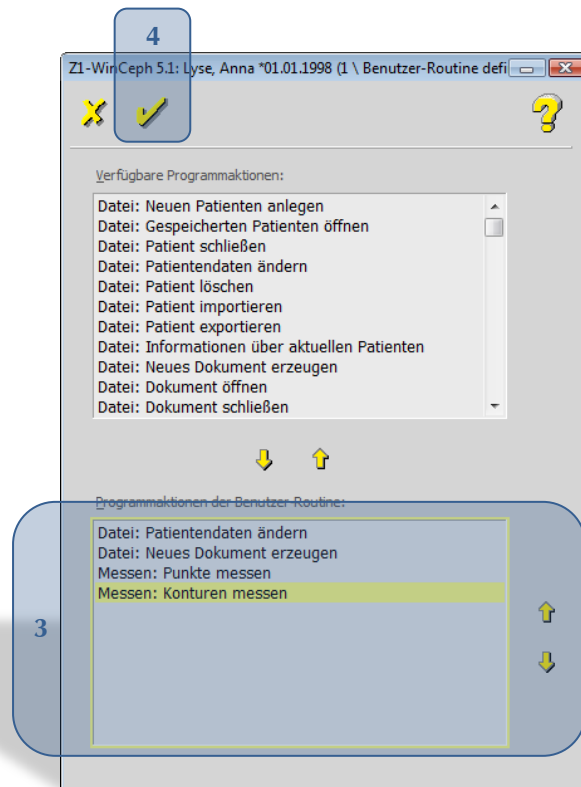 4
Z1-WinCeph 5.1: Lyse, Anna *01.01.1998 (1 \ Benutzer-Routine defi
Verfügbare Programmaktionen:
Datei: Neuen Patienten anlegen
Datei: Gespeicherten Patienten öffnen
Datei: Patient schließen
Datei: Patientendaten ändern
Datei: Patient löschen
Datei: Patient importieren
Datei: Patient exportieren
Datei: Informationen über aktuellen Patienten
Datei: Neues Dokument erzeugen
Datei: Dokument öffnen
Datei: Dokument schließen
Programmaktionen der Benutzer-Routine:
Datei: Patientendaten ändern
Datei: Neues Dokument erzeugen
Messen: Punkte messen
Messen: Konturen messen
3